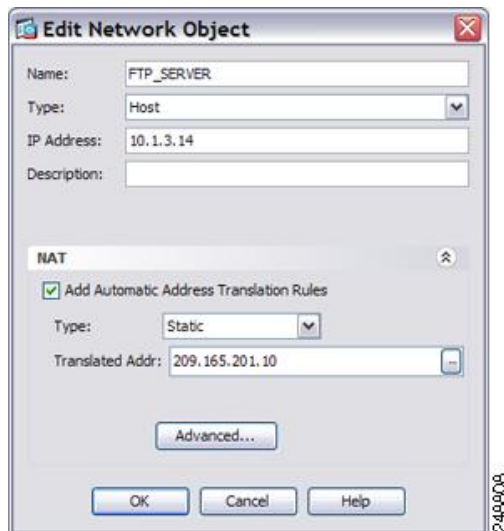 Edit Network Object
Name: FTP_SERVER
Type: Host
IP Address: 10.1.3.14
Description:
NAT
Add Automatic Address Translation Rules
Type: Static
Translated Addr: 209.165.201.10 ...
Advanced...
OK Cancel Help